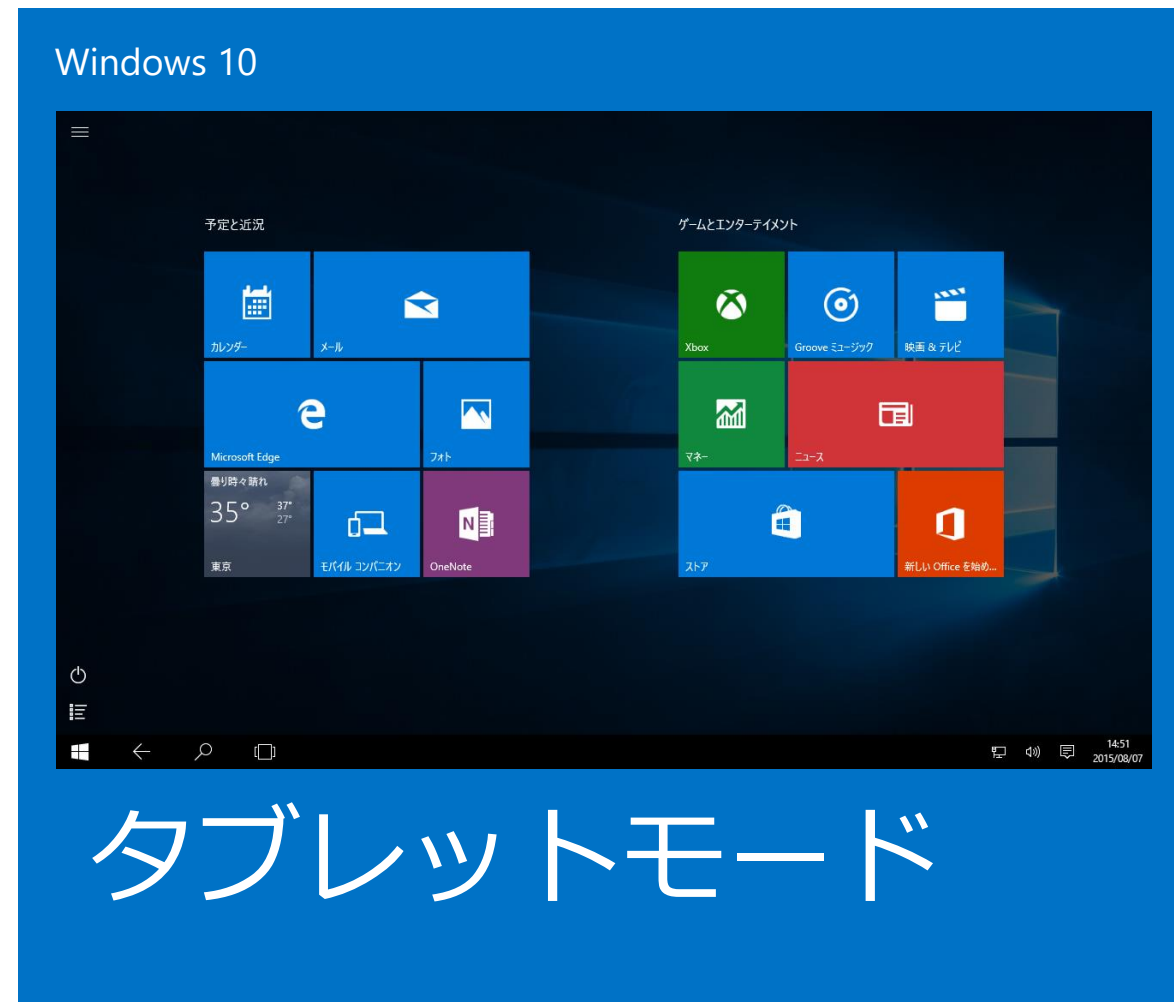 Windows 10
予定と近況
ゲームとエンターテイメント
カレンダー
メール
Xbox
Groove ミュージック
映画 & テレビ
Microsoft Edge
フォト
マネー
ニュース
曇り時々晴れ
35° 37°
27°
東京
モバイル コンパニオン
OneNote
ストア
新しい Office を始め...
14:51
2015/08/07
タブレットモード